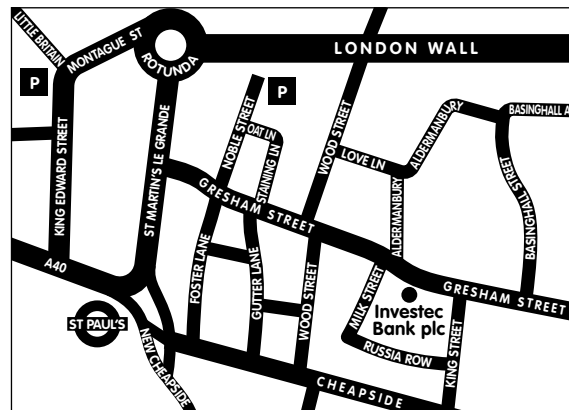 LITTLE BRITAIN
MONTAGUE ST
ROTUNDA
LONDON WALL
P
P
KING EDWARD STREET
ST MARTIN'S LE GRANDE
NOBLE STREET
OAT LN
STAINING LN
WOOD STREET
LOVE LN
ALDERMANBURY
BASINGHALL A
ALDERMANBURY
BASINGHALL STREET
GRESHAM STREET
A40
FOSTER LANE
GUTTER LANE
WOOD STREET
MILK STREET
GRESHAM STREET
Investec
Bank plc
ST PAUL'S
NEW CHEAPSIDE
RUSSIA ROW
KING STREET
CHEAPSIDE